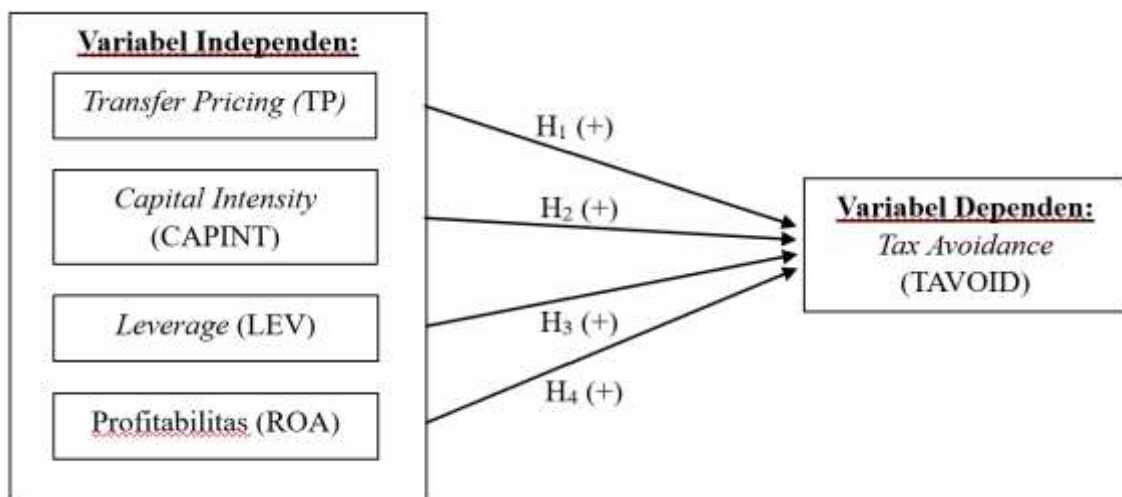 Variabel Independen:
Transfer Pricing (TP)
Capital Intensity
(CAPINT)
Leverage (LEV)
Profitabilitas (ROA)
H₁ (+)
H₂ (+)
H₃ (+)
H₄ (+)
Variabel Dependen:
Tax Avoidance
(TAVOID)